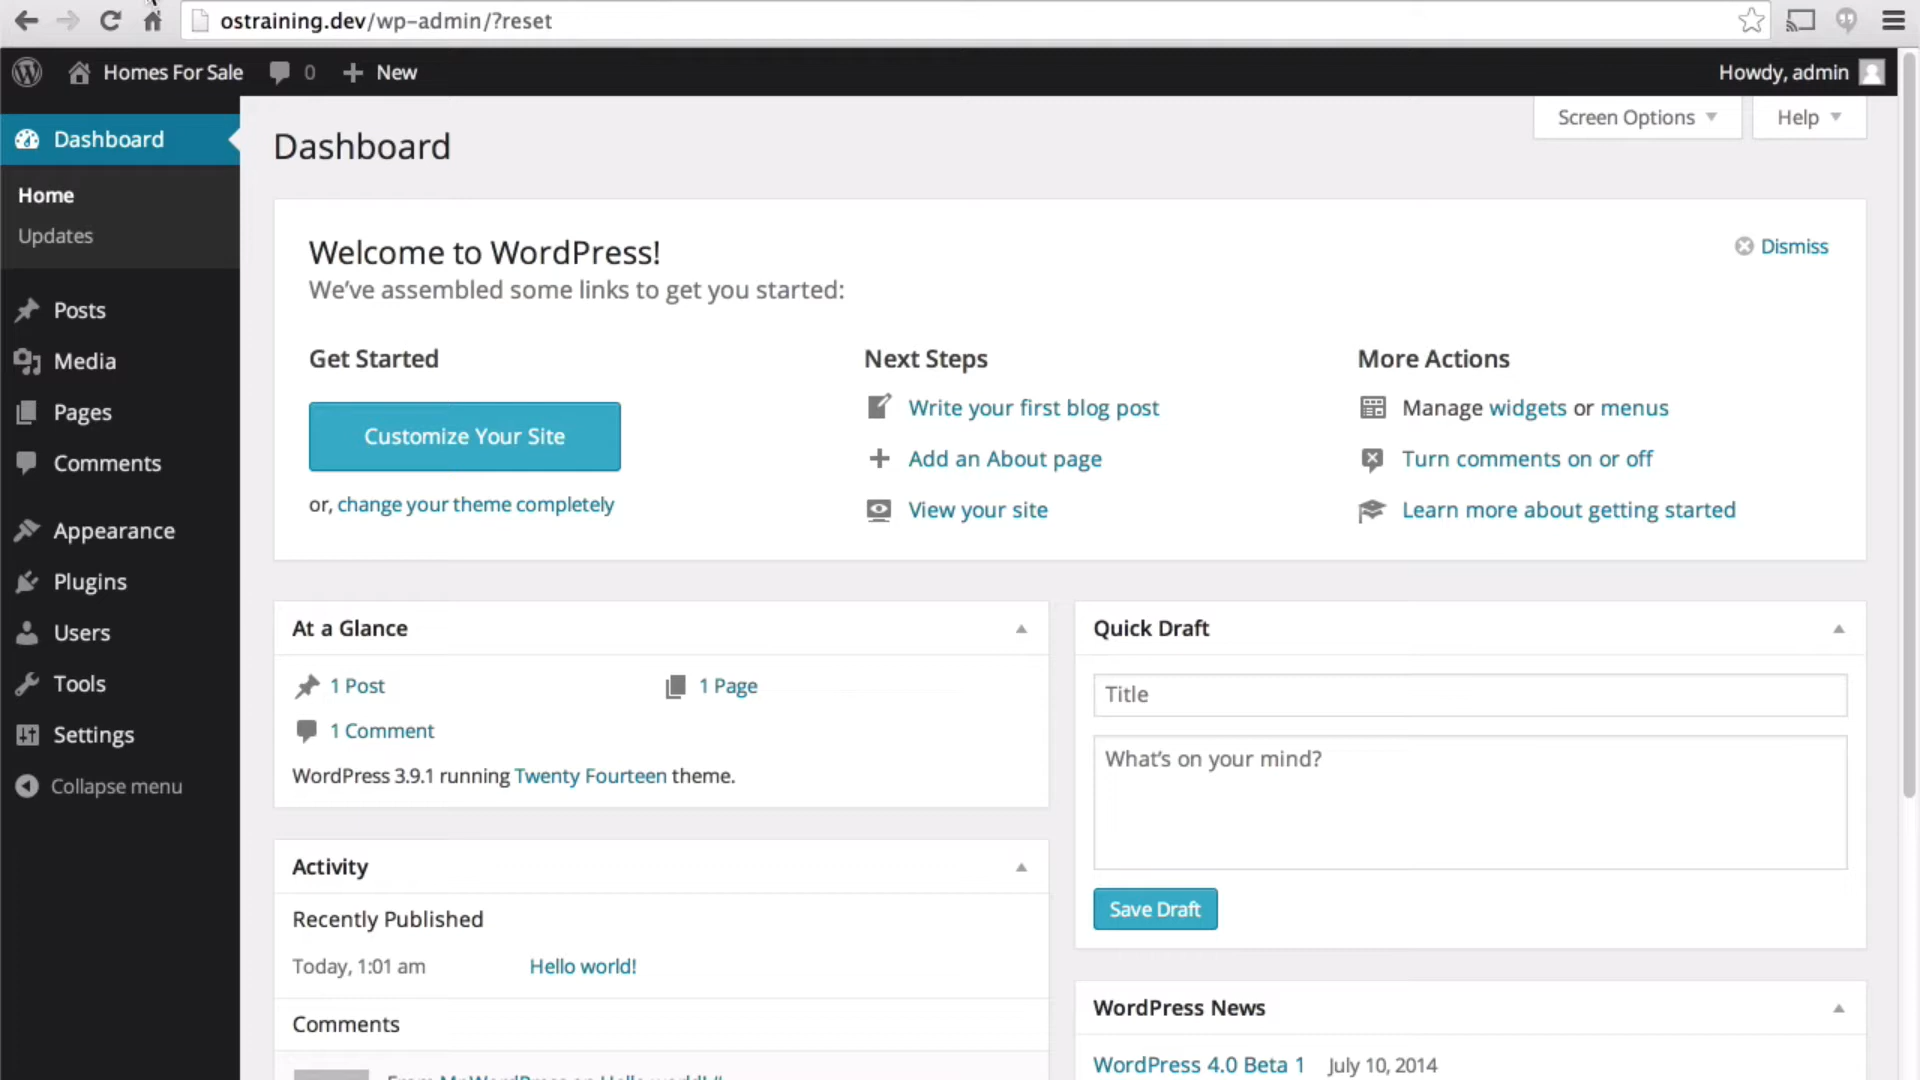 ostraining.dev/wp-admin/?reset
Homes For Sale 0 New Howdy, admin
Screen Options Help
Dashboard
Home
Updates
Posts
Media
Pages
Comments
Appearance
Plugins
Users
Tools
Settings
Collapse menu
Dashboard
Welcome to WordPress!
Dismiss
We've assembled some links to get you started:
Get Started
Customize Your Site
or, change your theme completely
Next Steps
Write your first blog post
Add an About page
View your site
More Actions
Manage widgets or menus
Turn comments on or off
Learn more about getting started
At a Glance
1 Post 1 Page
1 Comment
WordPress 3.9.1 running Twenty Fourteen theme.
Activity
Recently Published
Today, 1:01 am Hello world!
Comments
From Mr WordPress on Hello world! #
Quick Draft
Title
What's on your mind?
Save Draft
WordPress News
WordPress 4.0 Beta 1 July 10, 2014